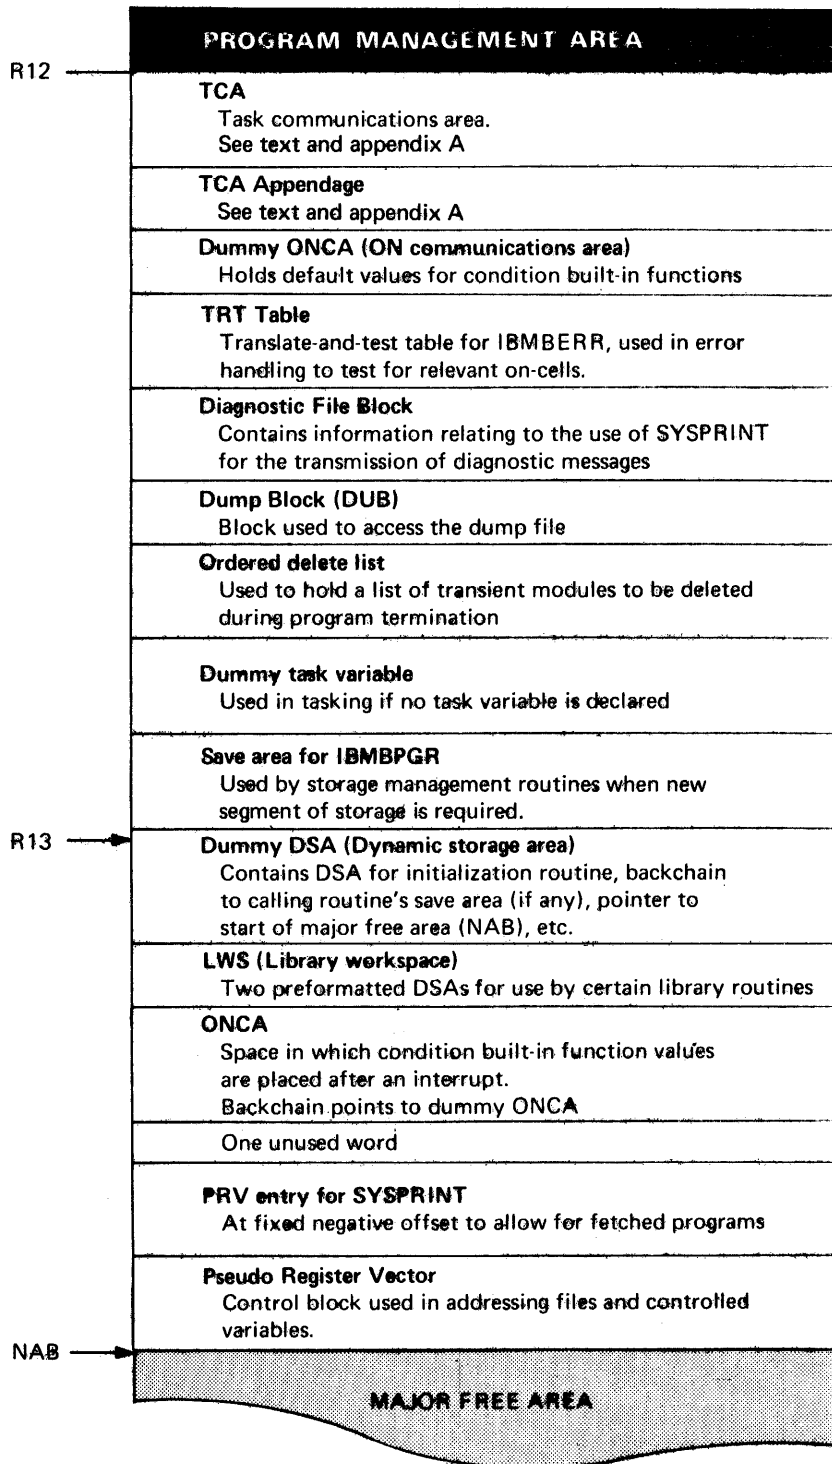 PROGRAM MANAGEMENT AREA
R12
TCA
Task communications area.
See text and appendix A
TCA Appendage
See text and appendix A
Dummy ONCA (ON communications area)
Holds default values for condition built-in functions
TRT Table
Translate-and-test table for IBMBERR, used in error
handling to test for relevant on-cells.
Diagnostic File Block
Contains information relating to the use of SYSPRINT
for the transmission of diagnostic messages
Dump Block (DUB)
Block used to access the dump file
Ordered delete list
Used to hold a list of transient modules to be deleted
during program termination
Dummy task variable
Used in tasking if no task variable is declared
Save area for IBMBPGR
Used by storage management routines when new
segment of storage is required.
R13
Dummy DSA (Dynamic storage area)
Contains DSA for initialization routine, backchain
to calling routine's save area (if any), pointer to
start of major free area (NAB), etc.
LWS (Library workspace)
Two preformatted DSAs for use by certain library routines
ONCA
Space in which condition built-in function values
are placed after an interrupt.
Backchain points to dummy ONCA
One unused word
PRV entry for SYSPRINT
At fixed negative offset to allow for fetched programs
Pseudo Register Vector
Control block used in addressing files and controlled
variables.
NAB
MAJOR FREE AREA